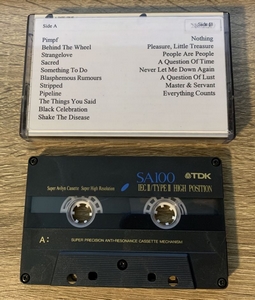 Side A
Side B
Pimpf
Behind The Wheel
Strangelove
Sacred
Something To Do
Blasphemous Rumours
Stripped
Pipeline
The Things You Said
Black Celebration
Shake The Disease
Nothing
Pleasure, Little Treasure
People Are People
A Question Of Time
Never Let Me Down Again
A Question Of Lust
Master & Servant
Everything Counts
SA100 TDK
Super Avilyn Cassette Super High Resolution IEC II/TYPE II HIGH POSITION
A:
SUPER PRECISION ANTI-RESONANCE CASSETTE MECHANISM